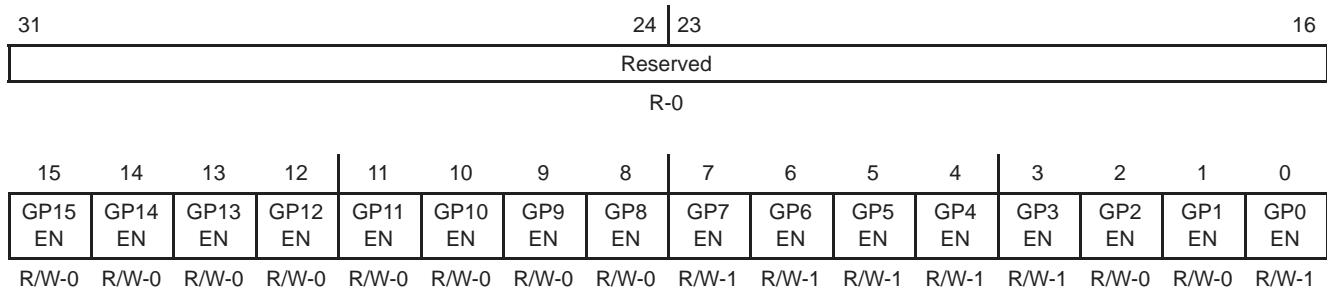 31 24 23 16
Reserved
R-0
15 14 13 12 11 10 9 8 7 6 5 4 3 2 1 0
GP15 GP14 GP13 GP12 GP11 GP10 GP9 GP8 GP7 GP6 GP5 GP4 GP3 GP2 GP1 GP0
EN EN EN EN EN EN EN EN EN EN EN EN EN EN EN EN
R/W-0 R/W-0 R/W-0 R/W-0 R/W-0 R/W-0 R/W-0 R/W-0 R/W-1 R/W-1 R/W-1 R/W-1 R/W-1 R/W-0 R/W-0 R/W-1